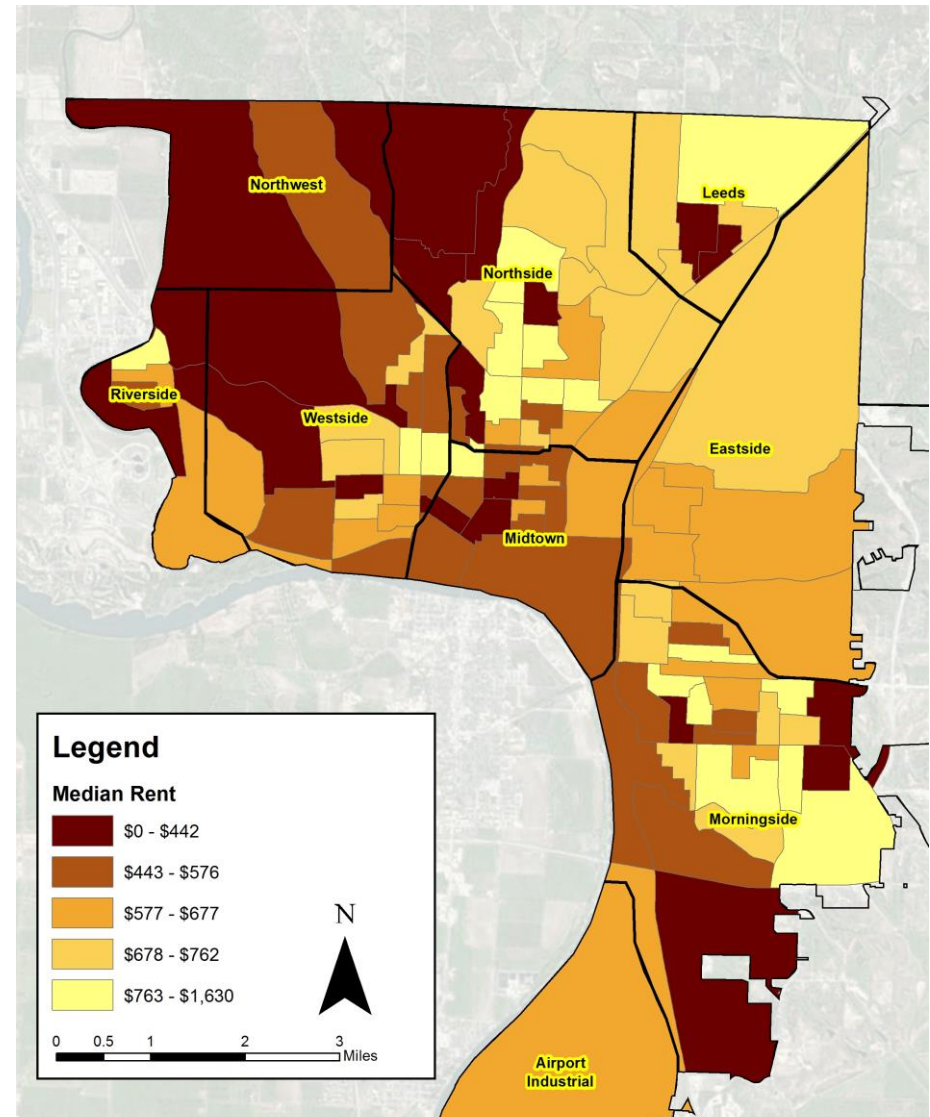 Northwest
Leeds
Northside
Riverside
Westside
Eastside
Midtown
Morningside
Airport
Industrial
Legend
Median Rent
$0 - $442
$443 - $576
$577 - $677
$678 - $762
$763 - $1,630
N
0 0.5 1 2 3
Miles